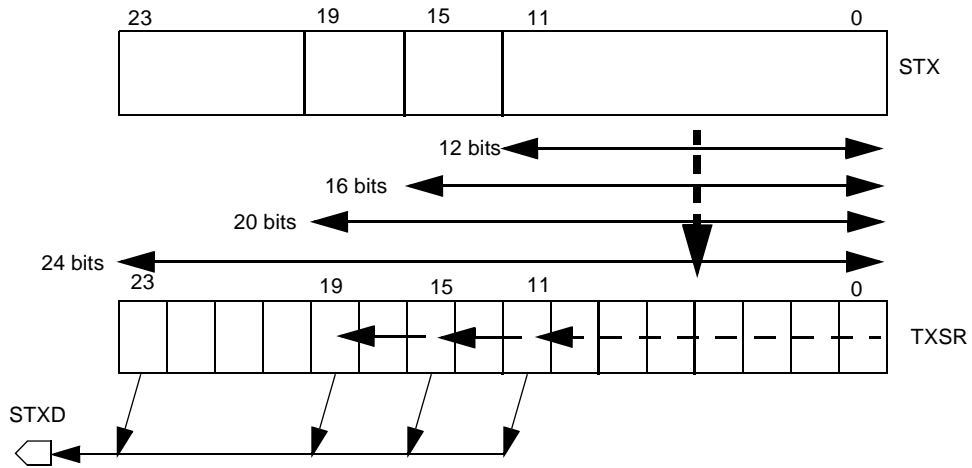 23 19 15 11 0
STX
12 bits
16 bits
20 bits
24 bits
23 19 15 11 0
TXSR
STXD